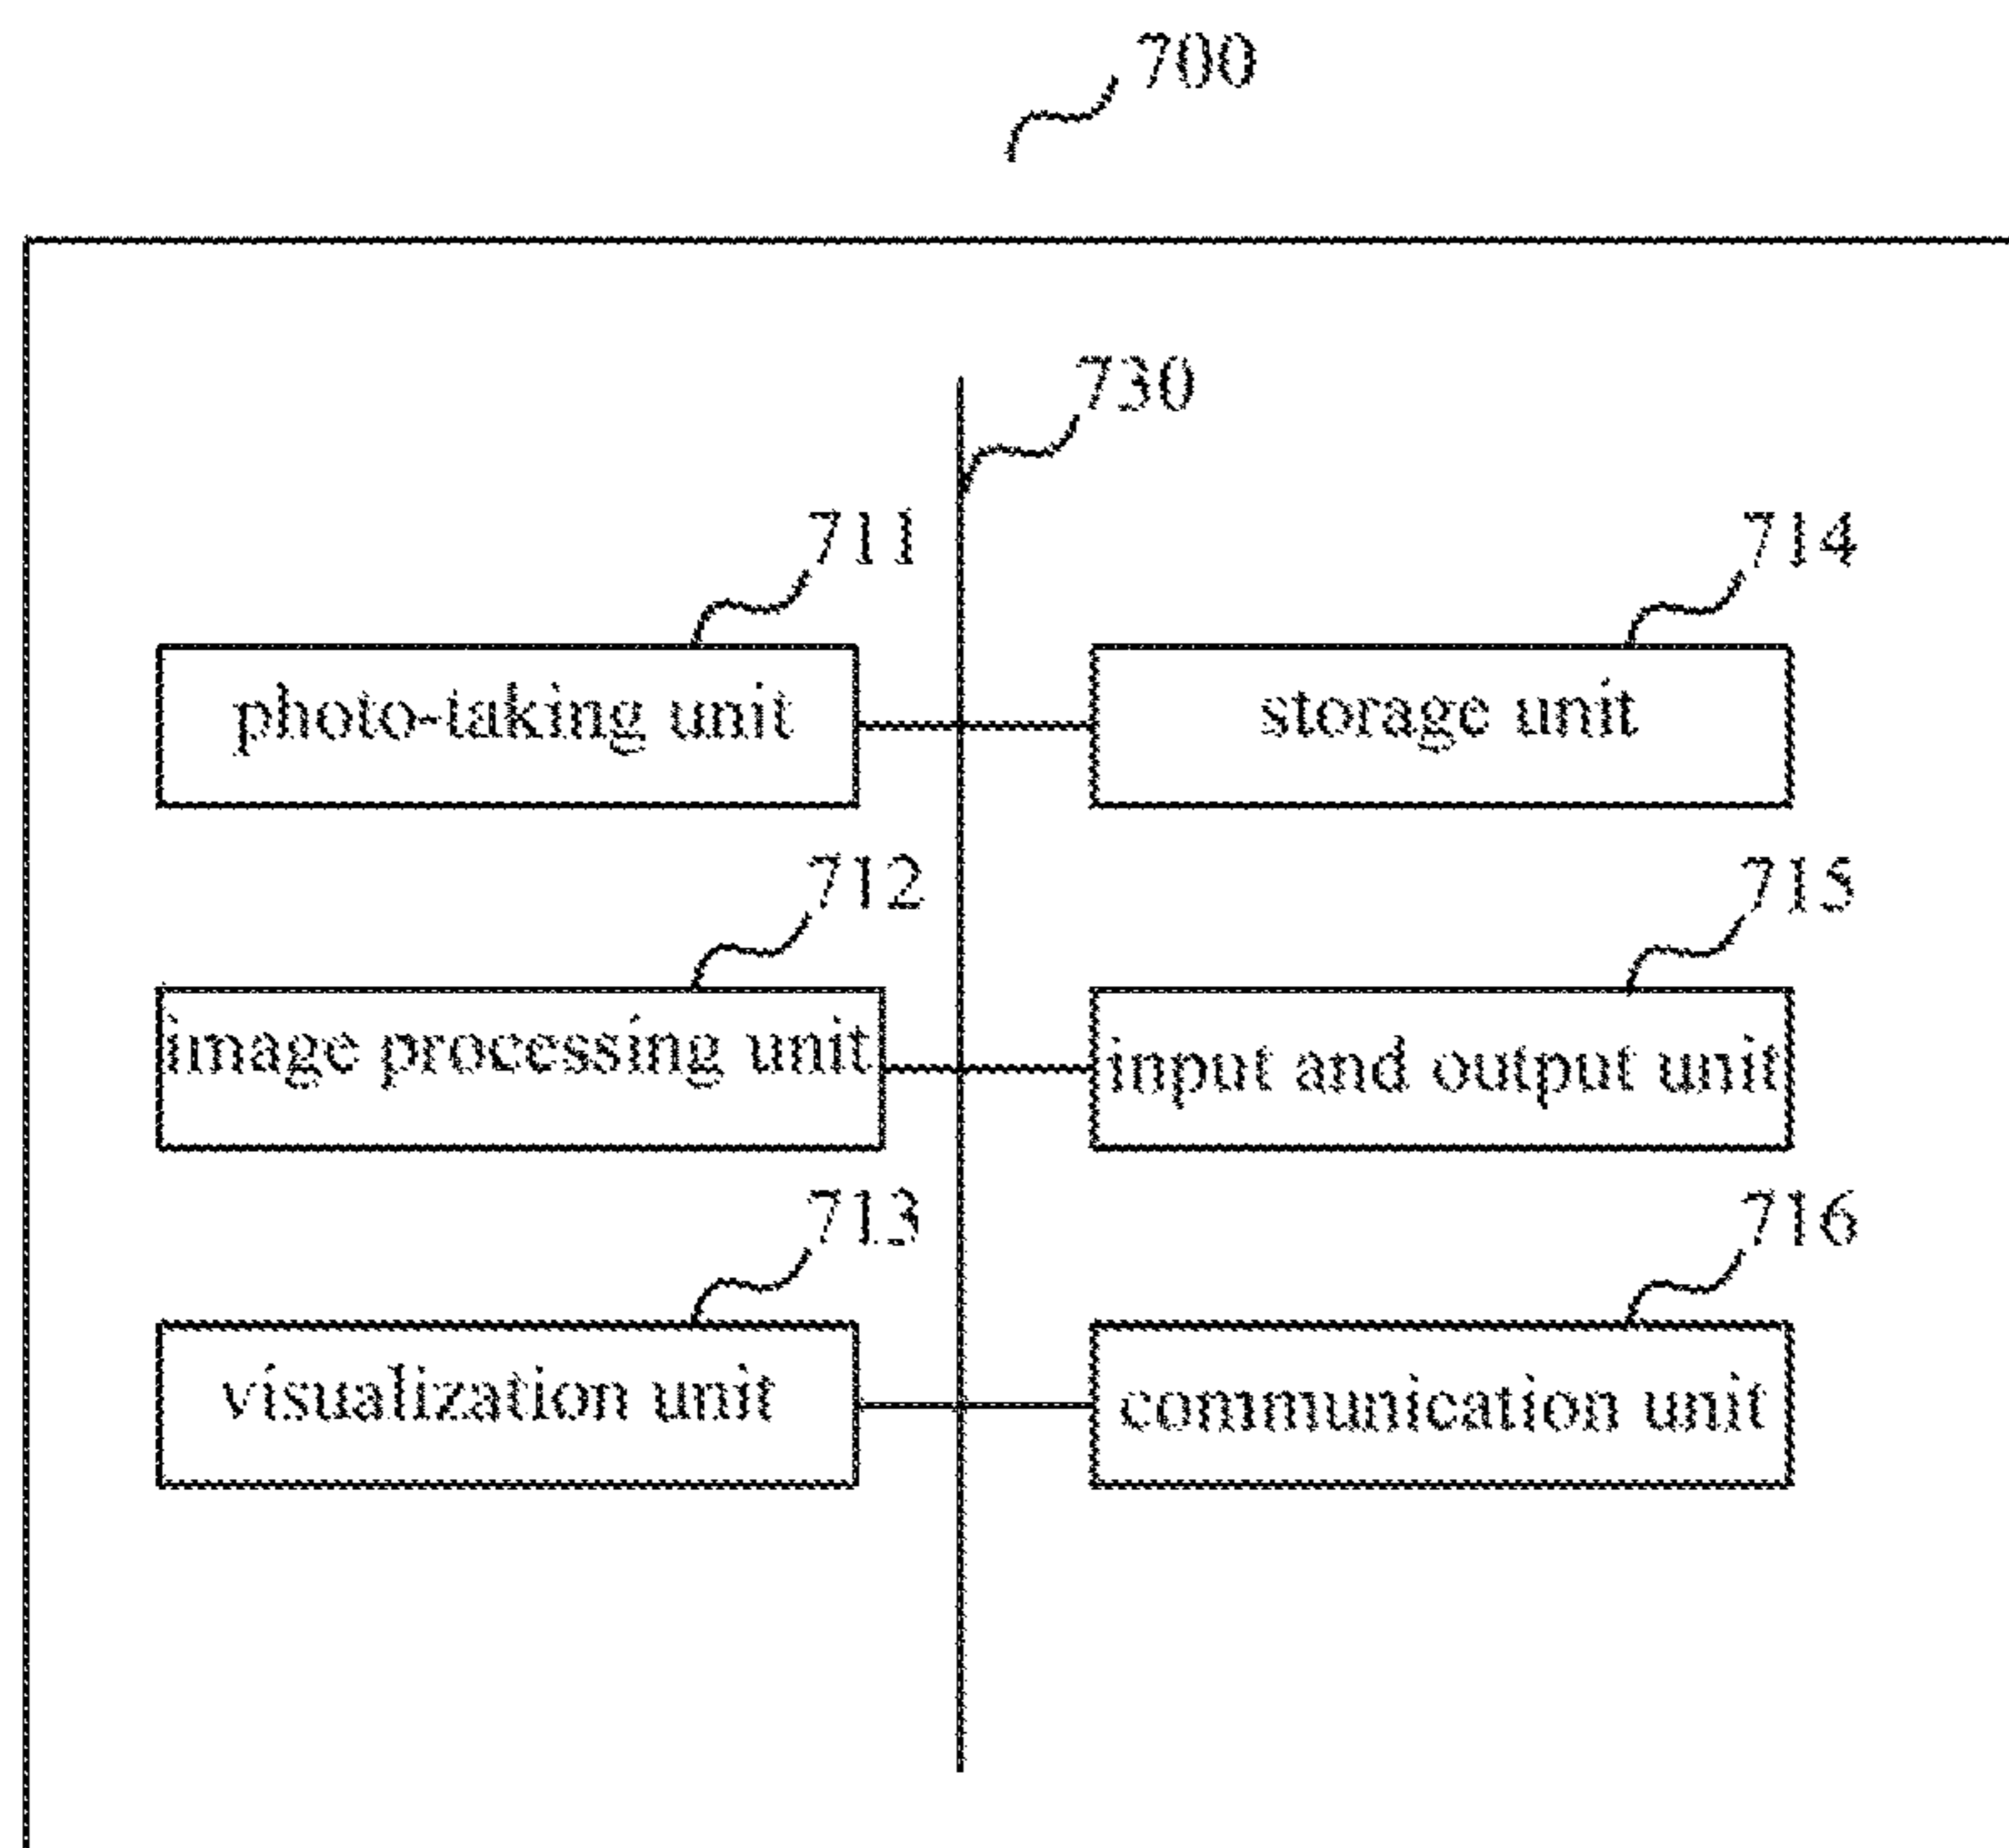 700
730
711
714
photo-taking unit
storage unit
712
715
image processing unit
input and output unit
713
716
visualization unit
communication unit